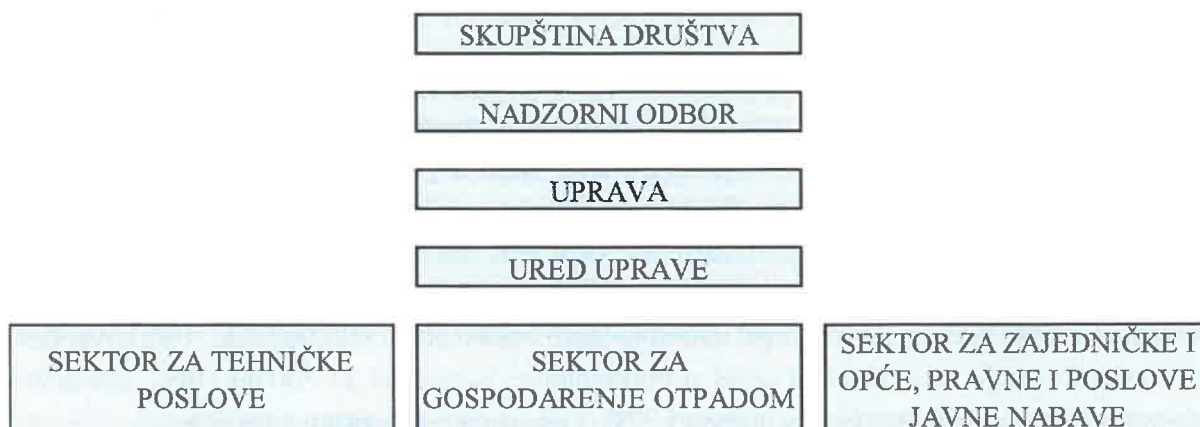 SKUPŠTINA DRUŠTVA
NADZORNI ODBOR
UPRAVA
URED UPRAVE
SEKTOR ZA TEHNIČKE
POSLOVE
SEKTOR ZA
GOSPODARENJE OTPADOM
SEKTOR ZA ZAJEDNIČKE I
OPĆE, PRAVNE I POSLOVE
JAVNE NABAVE